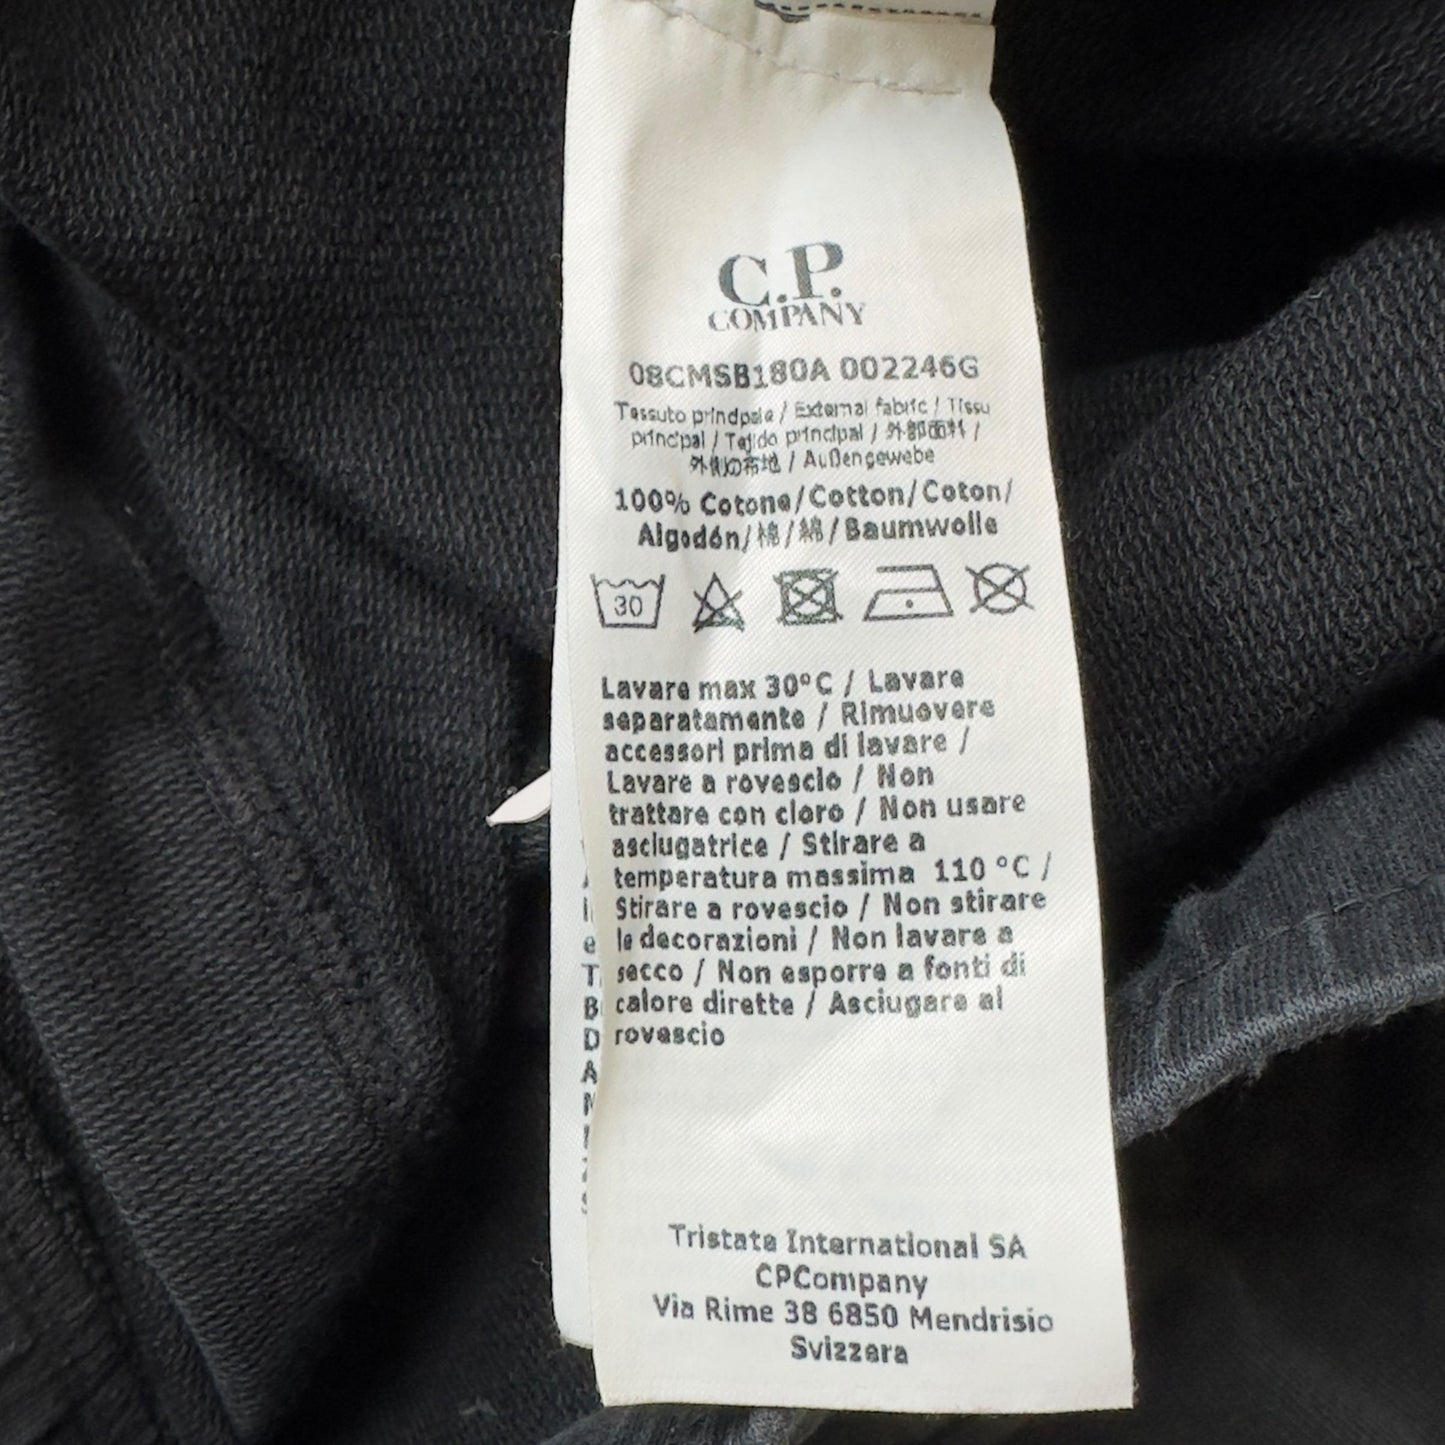 C.P.
COMPANY
08CMSB180A 002246G
Tessuto principale / External fabric / Tissu
principal / Tejido principal / 外部面料 /
外側の布地 / Außengewebe
100% Cotone/Cotton/Coton/
Algodón/棉/綿/Baumwolle
30
Lavare max 30°C / Lavare
separatamente / Rimuovere
accessori prima di lavare /
Lavare a rovescio / Non
trattare con cloro / Non usare
asciugatrice / Stirare a
temperatura massima 110 °C /
Stirare a rovescio / Non stirare
le decorazioni / Non lavare a
secco / Non esporre a fonti di
calore dirette / Asciugare al
rovescio
Tristate International SA
CPCompany
Via Rime 38 6850 Mendrisio
Svizzera